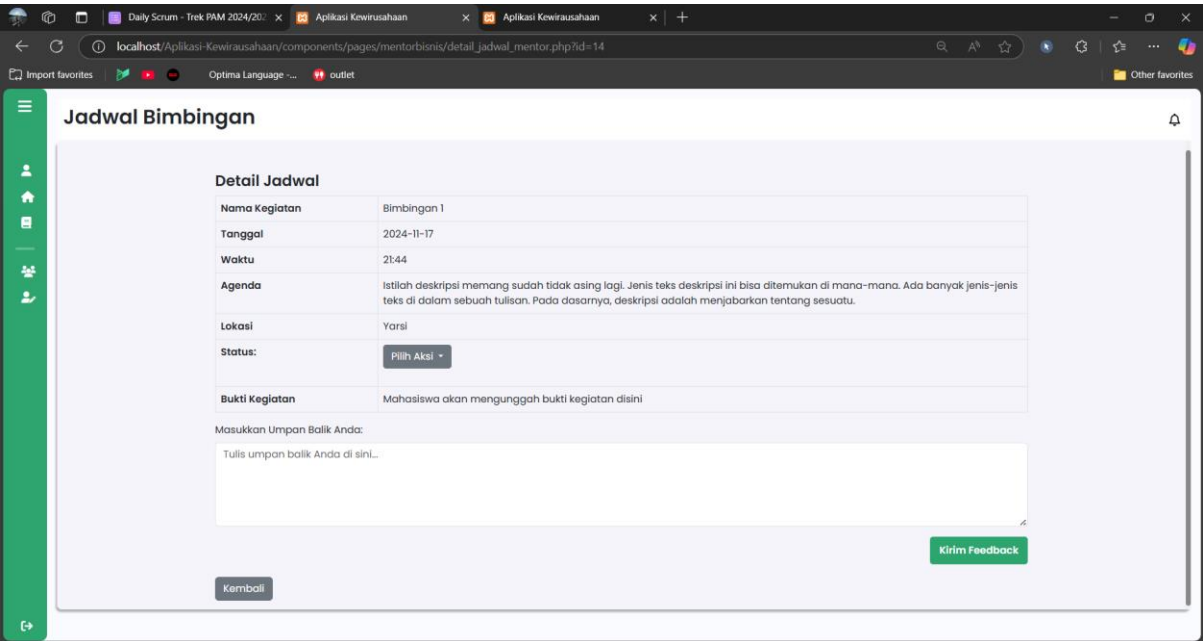 Daily Scrum - Trek PAM 2024/202
Aplikasi Kewirusahaan
Aplikasi Kewirausahaan
localhost/Aplikasi-Kewirausahaan/components/pages/mentorbisnis/detail_jadwal_mentor.php?id=14
Import favorites
Optima Language -...
outlet
Other favorites
Jadwal Bimbingan
Detail Jadwal
Nama Kegiatan Bimbingan 1
Tanggal 2024-11-17
Waktu 21:44
Agenda Istilah deskripsi memang sudah tidak asing lagi. Jenis teks deskripsi ini bisa ditemukan di mana-mana. Ada banyak jenis-jenis
teks di dalam sebuah tulisan. Pada dasarnya, deskripsi adalah menjabarkan tentang sesuatu.
Lokasi Yarsi
Status: Pilih Aksi
Bukti Kegiatan Mahasiswa akan mengunggah bukti kegiatan disini
Masukkan Umpan Balik Anda:
Tulis umpan balik Anda di sini...
Kirim Feedback
Kembali